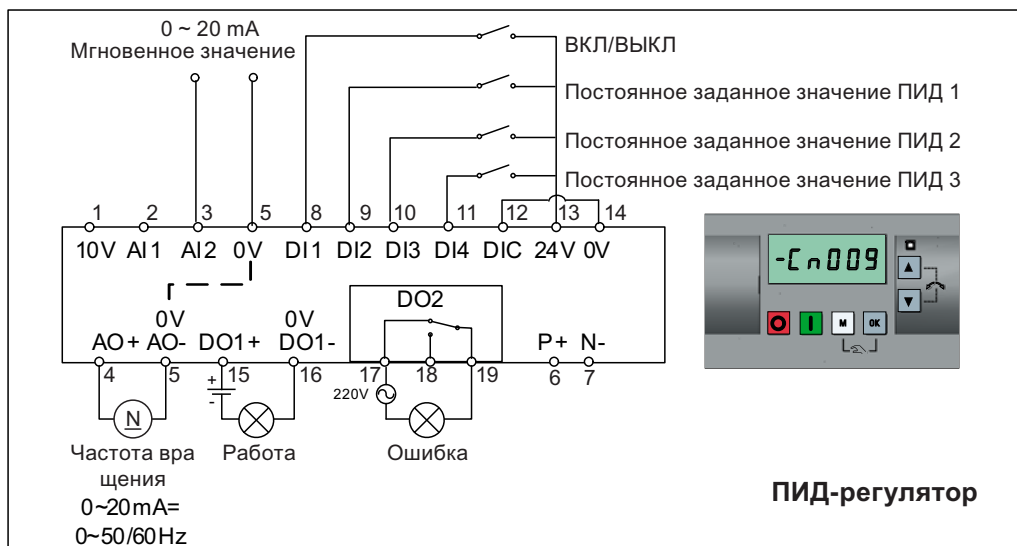 0 ~ 20 mA
Мгновенное значение
ВКЛ/ВЫКЛ
Постоянное заданное значение ПИД 1
Постоянное заданное значение ПИД 2
Постоянное заданное значение ПИД 3
1 2 3 5 8 9 10 11 12 13 14
10V AI1 AI2 0V DI1 DI2 DI3 DI4 DIC 24V 0V
-Cn009
M OK
DO2
0V 0V
AO+ AO- DO1+ DO1- P+ N-
4 5 15 16 17 18 19 6 7
+
-
220V
N
Частота вра
щения
0~20mA=
0~50/60Hz
Работа
Ошибка
ПИД-регулятор